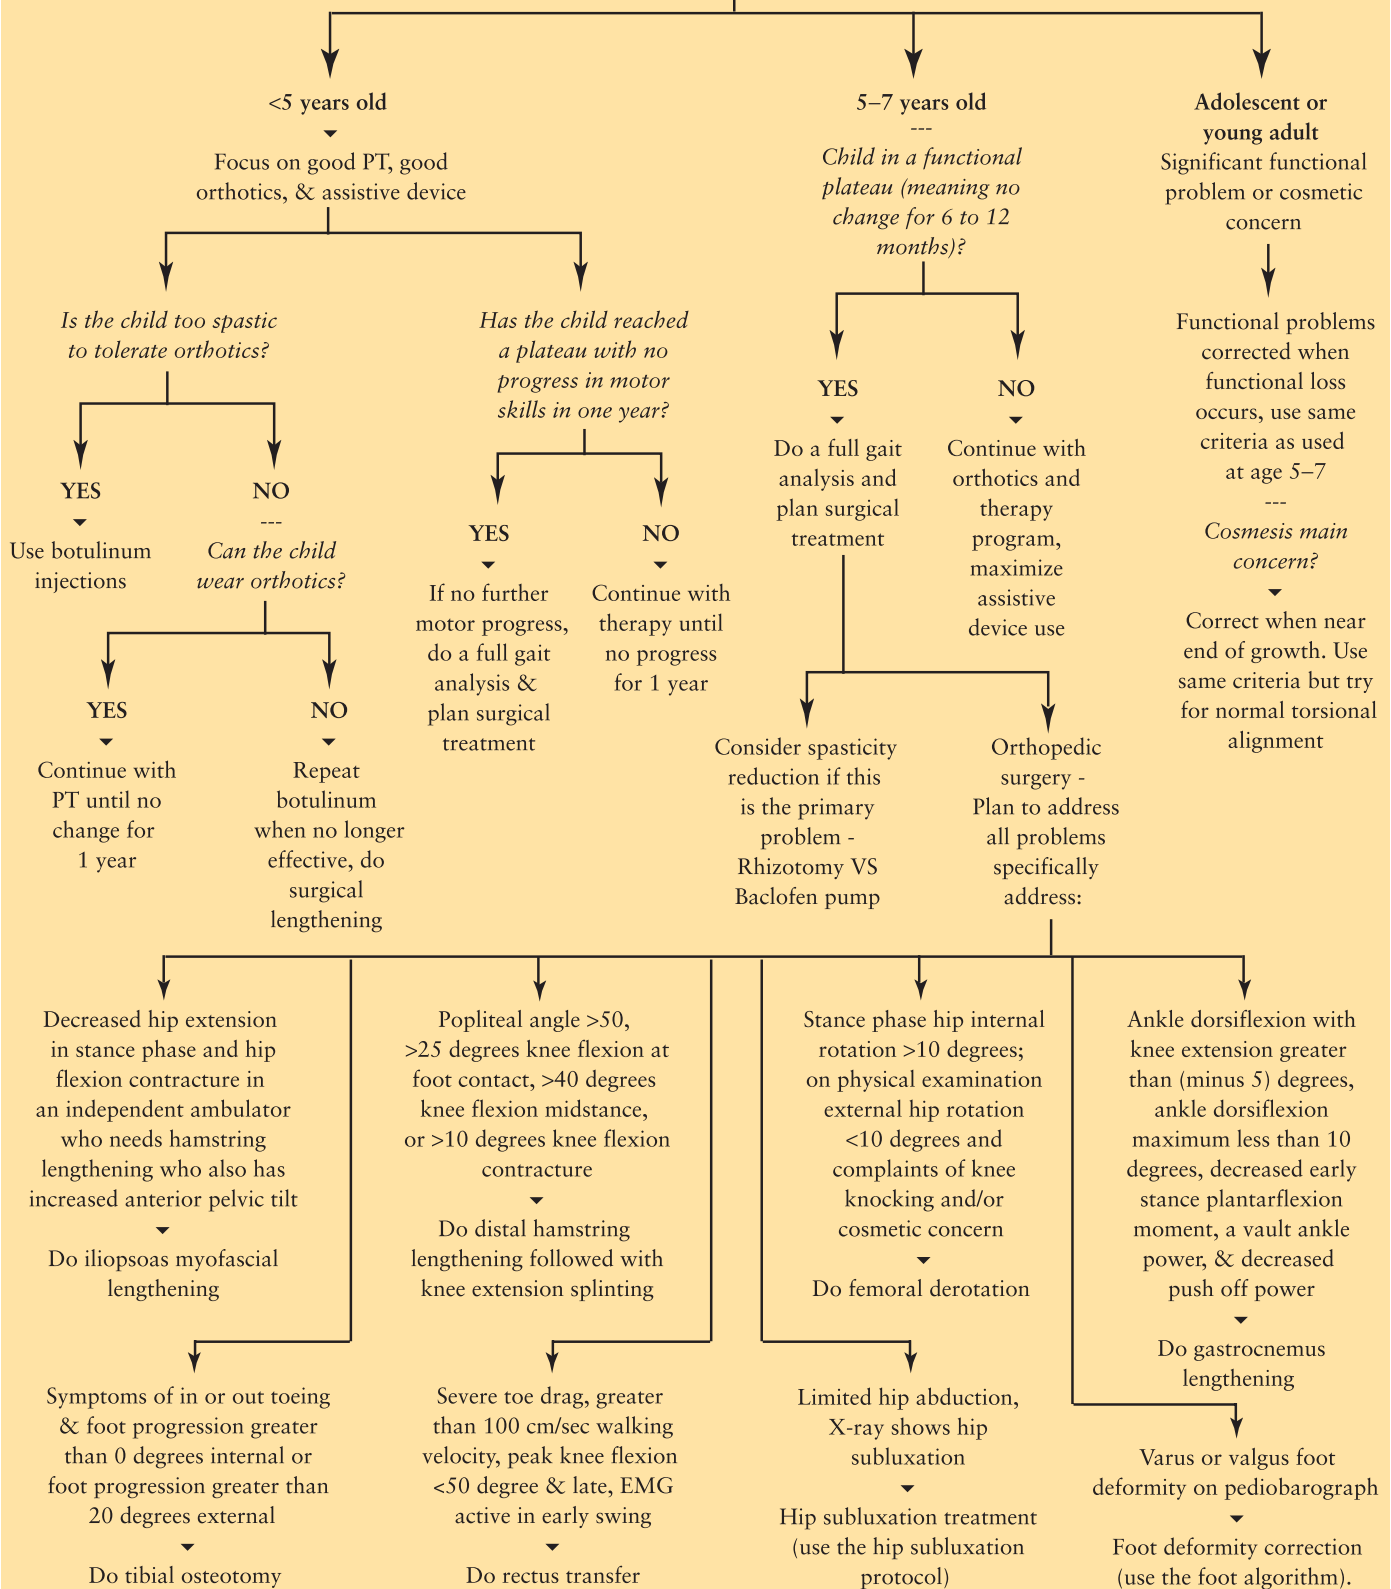 <5 years old
Focus on good PT, good
orthotics, & assistive device
Is the child too spastic
to tolerate orthotics?
YES
Use botulinum
injections
NO
---
Can the child
wear orthotics?
YES
Continue with
PT until no
change for
1 year
NO
Repeat
botulinum
when no longer
effective, do
surgical
lengthening
Has the child reached
a plateau with no
progress in motor
skills in one year?
YES
If no further
motor progress,
do a full gait
analysis &
plan surgical
treatment
NO
Continue with
therapy until
no progress
for 1 year
5–7 years old
---
Child in a functional
plateau (meaning no
change for 6 to 12
months)?
YES
Do a full gait
analysis and
plan surgical
treatment
NO
Continue with
orthotics and
therapy
program,
maximize
assistive
device use
Consider spasticity
reduction if this
is the primary
problem -
Rhizotomy VS
Baclofen pump
Orthopedic
surgery -
Plan to address
all problems
specifically
address:
Adolescent or
young adult
Significant functional
problem or cosmetic
concern
Functional problems
corrected when
functional loss
occurs, use same
criteria as used
at age 5–7
---
Cosmesis main
concern?
Correct when near
end of growth. Use
same criteria but try
for normal torsional
alignment
Decreased hip extension
in stance phase and hip
flexion contracture in
an independent ambulator
who needs hamstring
lengthening who also has
increased anterior pelvic tilt
Do iliopsoas myofascial
lengthening
Popliteal angle >50,
>25 degrees knee flexion at
foot contact, >40 degrees
knee flexion midstance,
or >10 degrees knee flexion
contracture
Do distal hamstring
lengthening followed with
knee extension splinting
Stance phase hip internal
rotation >10 degrees;
on physical examination
external hip rotation
<10 degrees and
complaints of knee
knocking and/or
cosmetic concern
Do femoral derotation
Ankle dorsiflexion with
knee extension greater
than (minus 5) degrees,
ankle dorsiflexion
maximum less than 10
degrees, decreased early
stance plantarflexion
moment, a vault ankle
power, & decreased
push off power
Do gastrocnemus
lengthening
Symptoms of in or out toeing
& foot progression greater
than 0 degrees internal or
foot progression greater than
20 degrees external
Do tibial osteotomy
Severe toe drag, greater
than 100 cm/sec walking
velocity, peak knee flexion
<50 degree & late, EMG
active in early swing
Do rectus transfer
Limited hip abduction,
X-ray shows hip
subluxation
Hip subluxation treatment
(use the hip subluxation
protocol)
Varus or valgus foot
deformity on pediobarograph
Foot deformity correction
(use the foot algorithm).